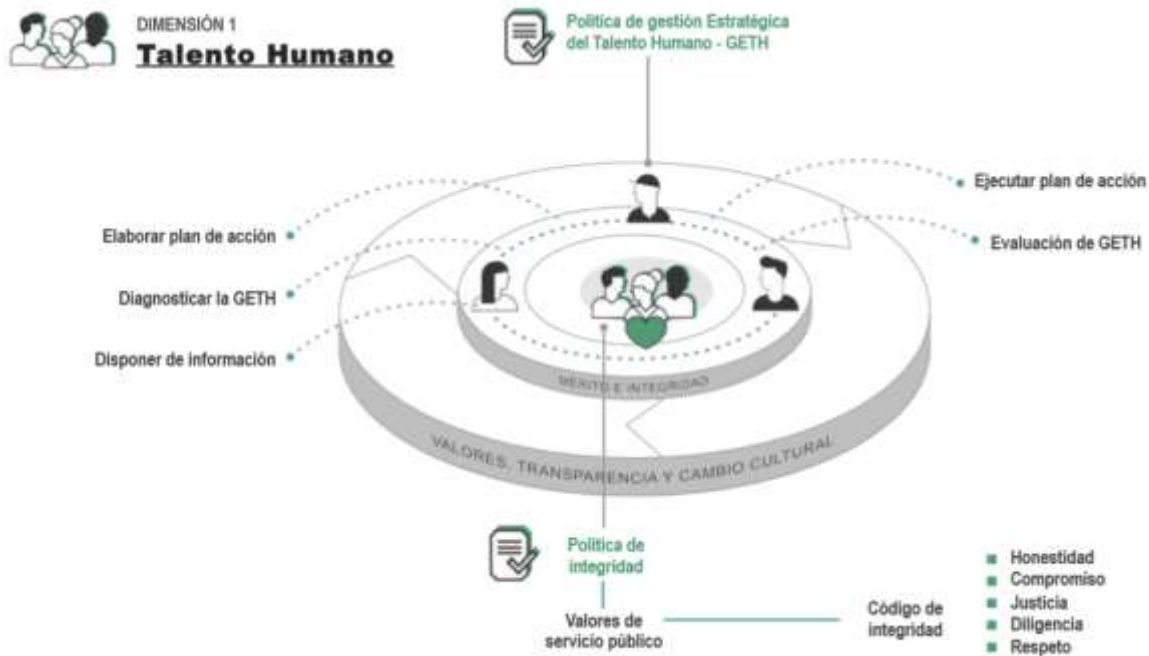 DIMENSIÓN 1
Talento Humano
Política de gestión Estratégica
del Talento Humano - GETH
Ejecutar plan de acción
Elaborar plan de acción
Evaluación de GETH
Diagnosticar la GETH
Disponer de información
MÉRITO E INTEGRIDAD
VALORES, TRANSPARENCIA Y CAMBIO CULTURAL
Política de
integridad
Valores de
servicio público
Código de
integridad
Honestidad
Compromiso
Justicia
Diligencia
Respeto